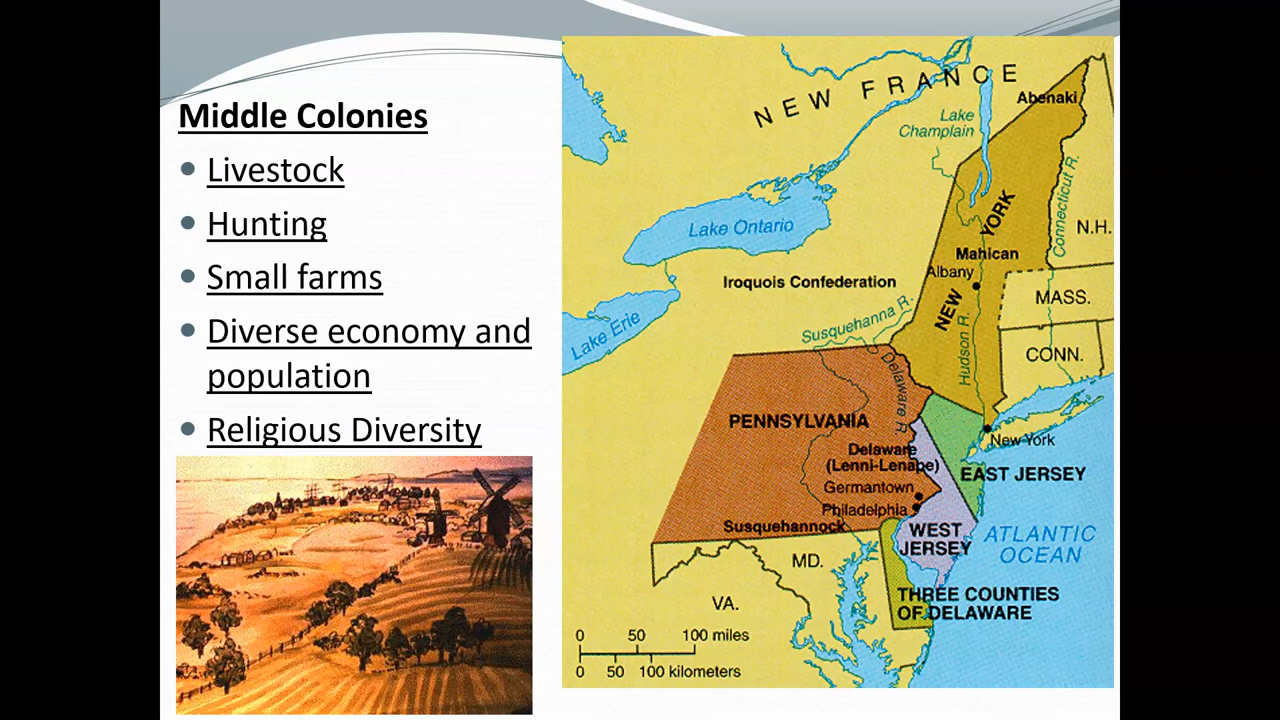 Middle Colonies
• Livestock
• Hunting
• Small farms
• Diverse economy and
population
• Religious Diversity
NEW FRANCE
Abenaki
Lake
Champlain
Connecticut R.
Lake Ontario
NEW YORK
N.H.
Mahican
Albany
Iroquois Confederation
MASS.
Susquehanna R.
Hudson R.
Lake Erie
CONN.
Delaware R.
PENNSYLVANIA
New York
Delaware
(Lenni-Lenape)
EAST JERSEY
Germantown
Philadelphia
Susquehannock
WEST
JERSEY
ATLANTIC
OCEAN
MD.
VA.
THREE COUNTIES
OF DELAWARE
0 50 100 miles
0 50 100 kilometers